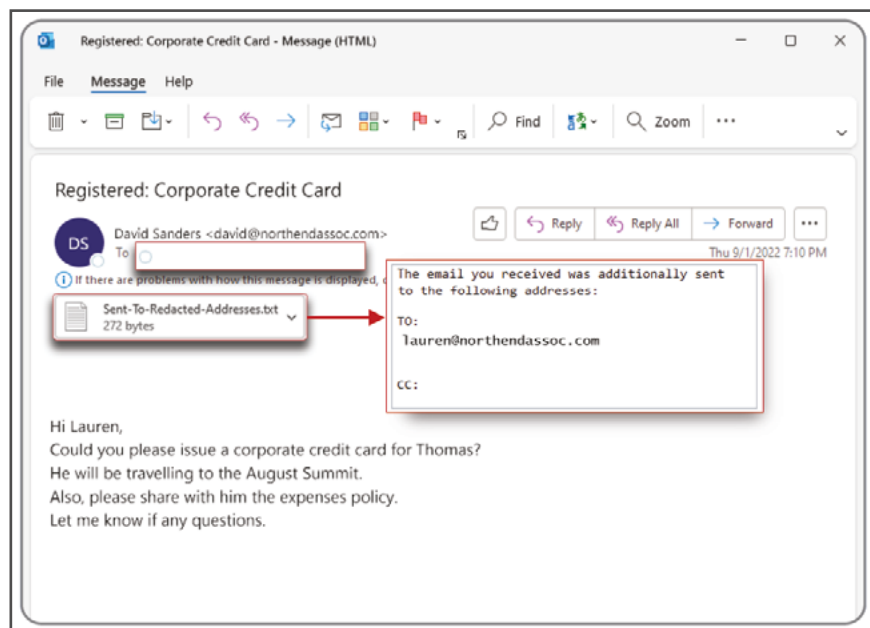 Registered: Corporate Credit Card - Message (HTML)
File Message Help
Find Zoom
Registered: Corporate Credit Card
DS
David Sanders <david@northendassoc.com>
To
Reply Reply All Forward
Thu 9/1/2022 7:10 PM
If there are problems with how this message is displayed, c
Sent-To-Redacted-Addresses.txt
272 bytes
The email you received was additionally sent
to the following addresses:
TO:
lauren@northendassoc.com
CC:
Hi Lauren,
Could you please issue a corporate credit card for Thomas?
He will be travelling to the August Summit.
Also, please share with him the expenses policy.
Let me know if any questions.